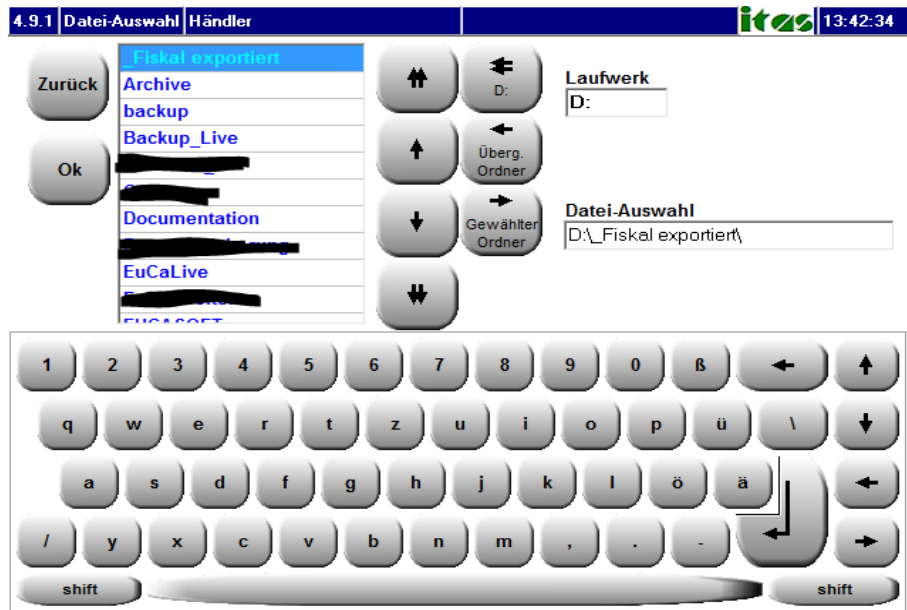 4.9.1 Datei-Auswahl Händler itas 13:42:34
Zurück
Ok
_Fiskal exportiert
Archive
backup
Backup_Live
Documentation
EuCaLive
EUCASOFT
D:
Überg.
Ordner
Gewählter
Ordner
Laufwerk
D:
Datei-Auswahl
D:\_Fiskal exportiert\
1 2 3 4 5 6 7 8 9 0 ß
q w e r t z u i o p ü \
a s d f g h j k l ö ä
/ y x c v b n m , . -
shift shift